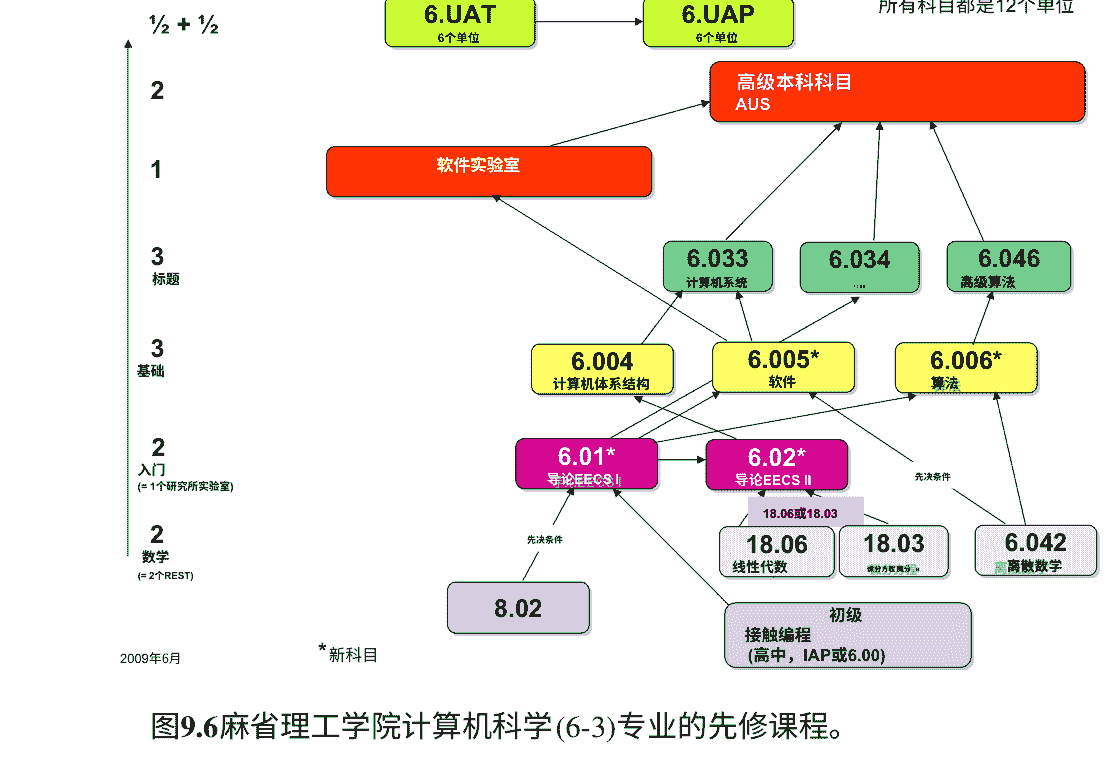 ½ + ½
6.UAT
6个单位
6.UAP
6个单位
所有科目都是12个单位
2
高级本科科目
AUS
1
软件实验室
3
标题
6.033
计算机系统
6.034
6.046
高级算法
3
基础
6.004
计算机体系结构
6.005*
软件
6.006*
算法
2
入门
(= 1个研究所实验室)
6.01*
导论EECS I
6.02*
导论EECS II
先决条件
18.06或18.03
2
数学
(= 2个REST)
先决条件
18.06
线性代数
18.03
6.042
离散数学
8.02
初级
接触编程
(高中，IAP或6.00)
2009年6月
*新科目
图9.6麻省理工学院计算机科学(6-3)专业的先修课程。